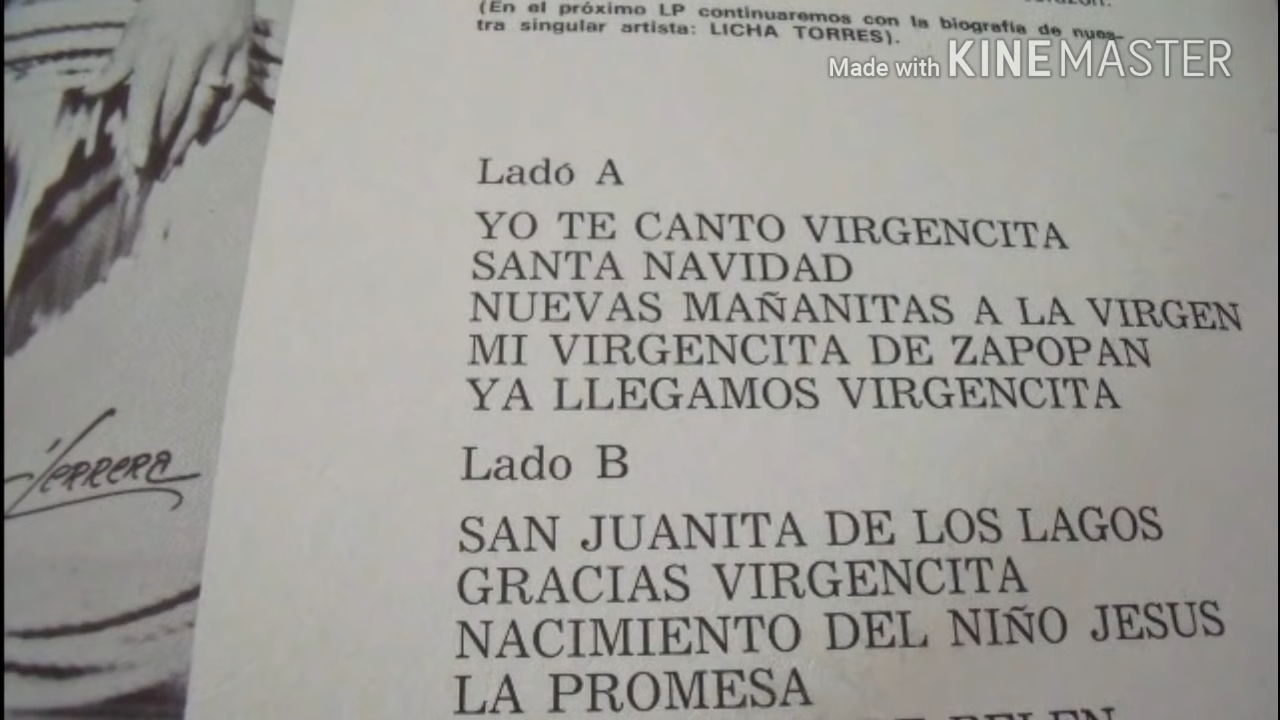 (En el próximo LP continuaremos con la biografía de nues-
tra singular artista: LICHA TORRES).
Made with KINEMASTER
Ladó A
YO TE CANTO VIRGENCITA
SANTA NAVIDAD
NUEVAS MAÑANITAS A LA VIRGEN
MI VIRGENCITA DE ZAPOPAN
YA LLEGAMOS VIRGENCITA
Herrera
Lado B
SAN JUANITA DE LOS LAGOS
GRACIAS VIRGENCITA
NACIMIENTO DEL NIÑO JESUS
LA PROMESA
BELEN